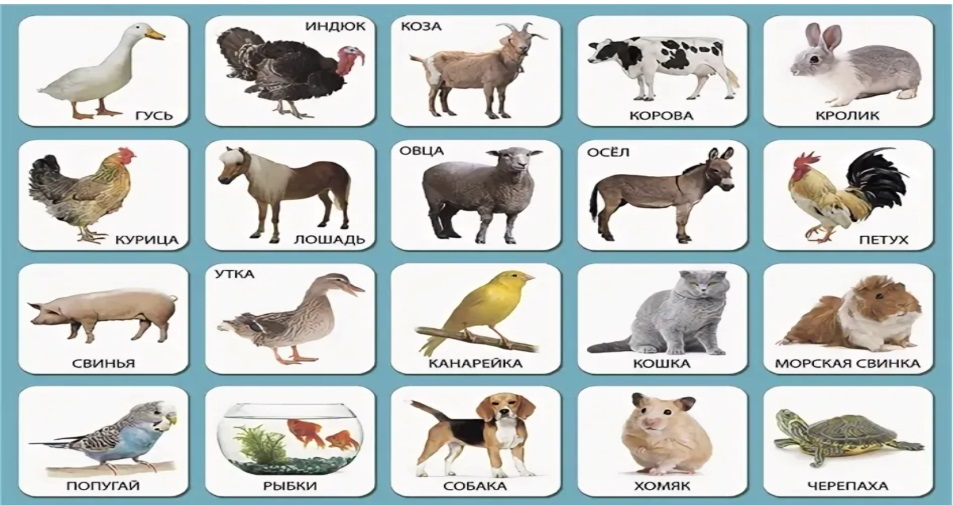 ГУСЬ
ИНДЮК
КОЗА
КОРОВА
КРОЛИК
КУРИЦА
ЛОШАДЬ
ОВЦА
ОСЁЛ
ПЕТУХ
СВИНЬЯ
УТКА
КАНАРЕЙКА
КОШКА
МОРСКАЯ СВИНКА
ПОПУГАЙ
РЫБКИ
СОБАКА
ХОМЯК
ЧЕРЕПАХА